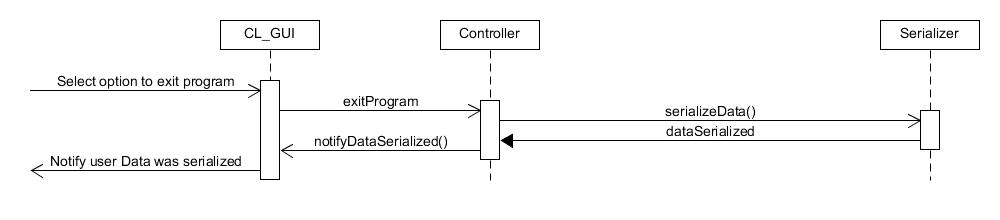 CL_GUI
Controller
Serializer
Select option to exit program
exitProgram
serializeData()
dataSerialized
notifyDataSerialized()
Notify user Data was serialized